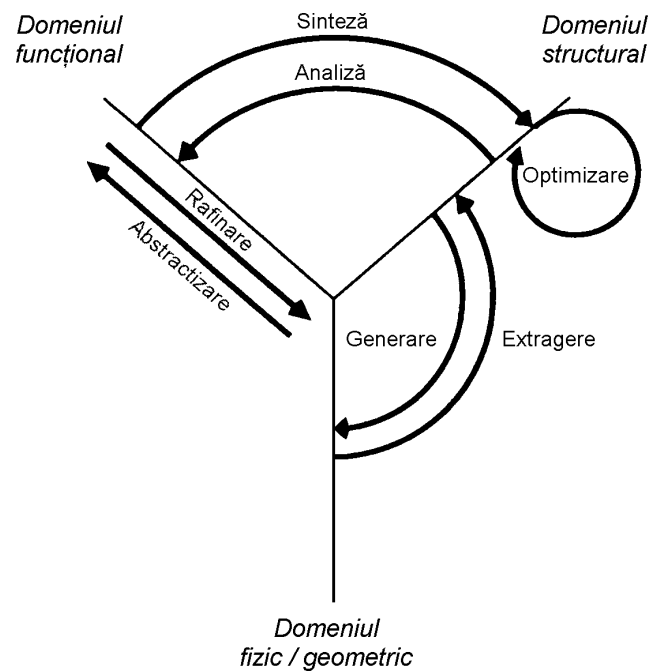 Domeniul
funcțional
Sinteză
Domeniul
structural
Analiză
Optimizare
Rafinare
Abstractizare
Generare
Extragere
Domeniul
fizic / geometric